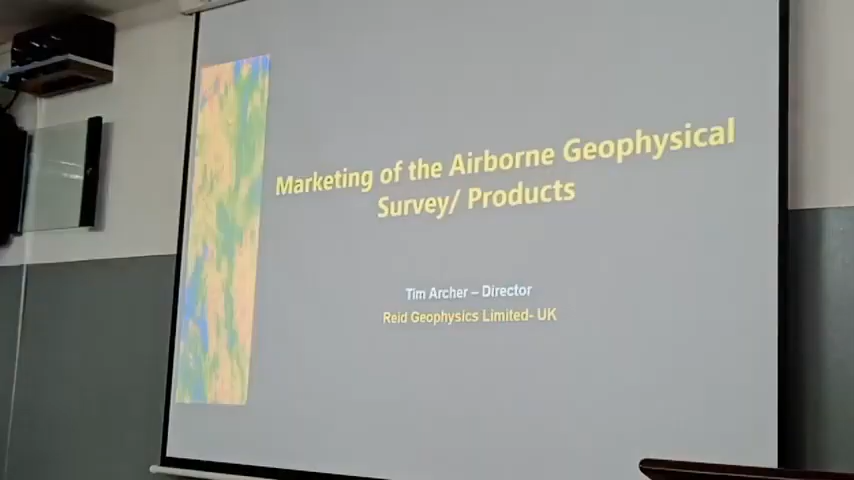 Marketing of the Airborne Geophysical
Survey/ Products
Tim Archer – Director
Reid Geophysics Limited- UK